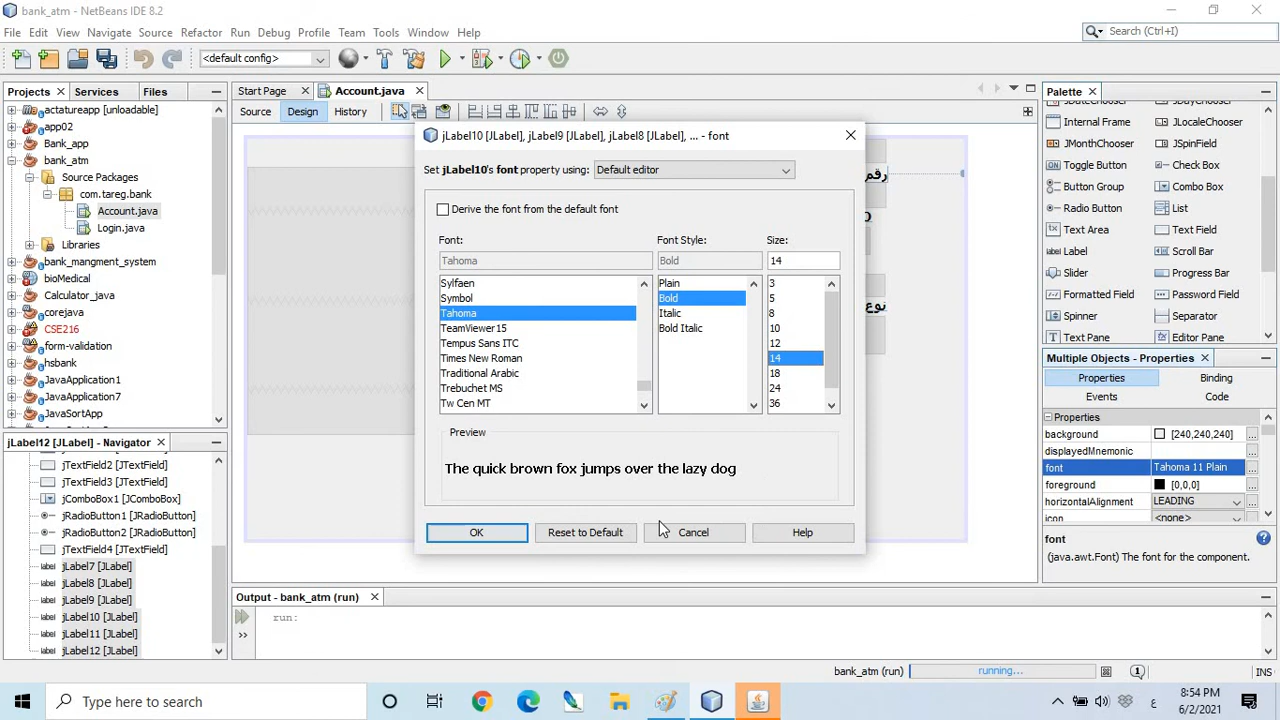 bank_atm - NetBeans IDE 8.2
File Edit View Navigate Source Refactor Run Debug Profile Team Tools Window Help
Search (Ctrl+I)
<default config>
Projects Services Files
Start Page Account.java
Palette
Source Design History
actatureapp [unloadable]
app02
Bank_app
bank_atm
Source Packages
com.tareg.bank
Account.java
Login.java
Libraries
bank_mangment_system
bioMedical
Calculator_java
corejava
CSE216
form-validation
hsbank
JavaApplication1
JavaApplication7
JavaSortApp
jLabel12 [JLabel] - Navigator
jTextField2 [JTextField]
jTextField3 [JTextField]
jComboBox1 [JComboBox]
jRadioButton1 [JRadioButton]
jRadioButton2 [JRadioButton]
jTextField4 [JTextField]
jLabel7 [JLabel]
jLabel8 [JLabel]
jLabel9 [JLabel]
jLabel10 [JLabel]
jLabel11 [JLabel]
jLabel12 [JLabel]
jLabel10 [JLabel], jLabel9 [JLabel], jLabel8 [JLabel], ... - font
Set jLabel10's font property using: Default editor
Derive the font from the default font
Font: Font Style: Size:
Tahoma Bold 14
Sylfaen Plain 3
Symbol Bold 5
Tahoma Italic 8
TeamViewer15 Bold Italic 10
Tempus Sans ITC 12
Times New Roman 14
Traditional Arabic 18
Trebuchet MS 24
Tw Cen MT 36
Preview
The quick brown fox jumps over the lazy dog
OK Reset to Default Cancel Help
رقم
نوع
Internal Frame JLocaleChooser
JMonthChooser JSpinField
Toggle Button Check Box
Button Group Combo Box
Radio Button List
Text Area Text Field
Label Scroll Bar
Slider Progress Bar
Formatted Field Password Field
Spinner Separator
Text Pane Editor Pane
Multiple Objects - Properties
Properties Binding
Events Code
Properties
background [240,240,240] ...
displayedMnemonic ...
font Tahoma 11 Plain ...
foreground [0,0,0] ...
horizontalAlignment LEADING ...
icon <none> ...
font
(java.awt.Font) The font for the component.
Output - bank_atm (run)
run:
bank_atm (run) running... 1 INS
Type here to search
ع
8:54 PM
6/2/2021